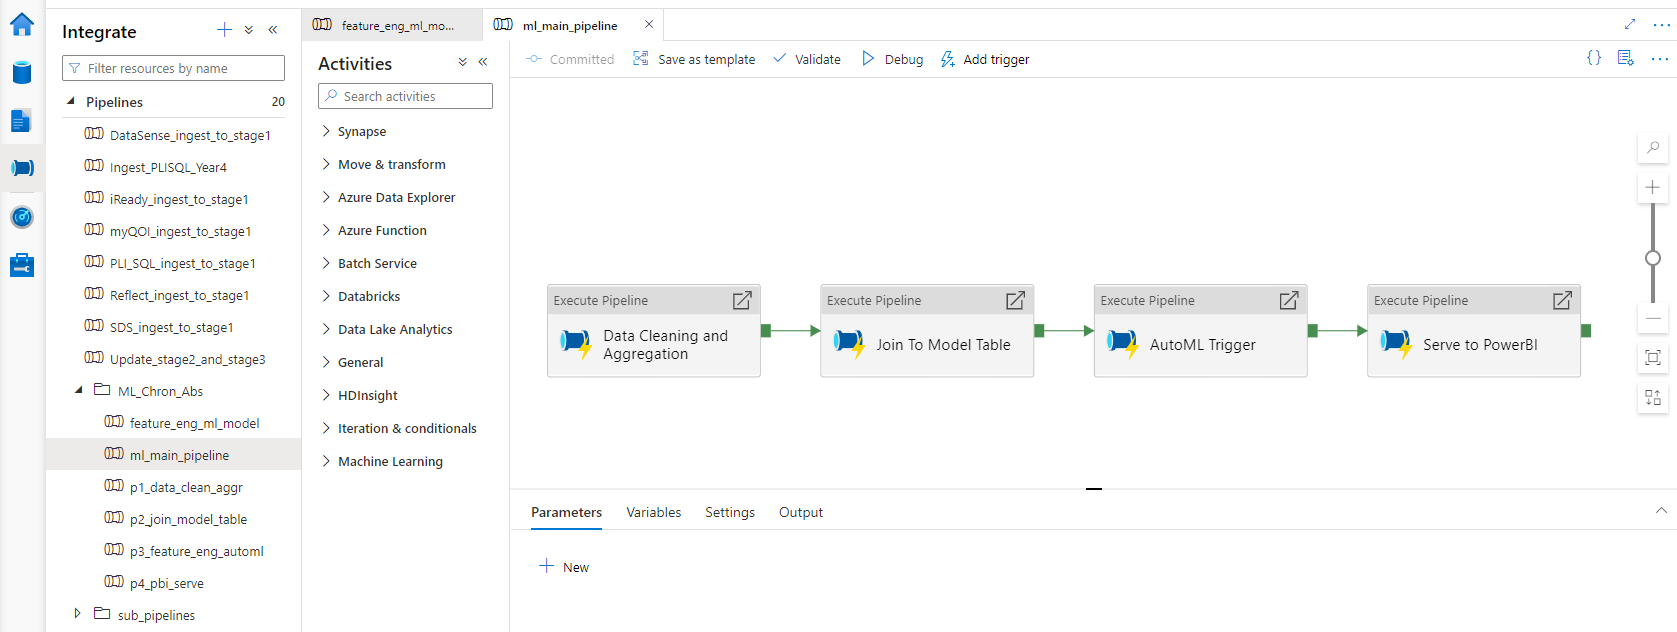 Integrate
Filter resources by name
Pipelines 20
DataSense_ingest_to_stage1
Ingest_PLISQL_Year4
iReady_ingest_to_stage1
myQOI_ingest_to_stage1
PLI_SQL_ingest_to_stage1
Reflect_ingest_to_stage1
SDS_ingest_to_stage1
Update_stage2_and_stage3
ML_Chron_Abs
feature_eng_ml_model
ml_main_pipeline
p1_data_clean_aggr
p2_join_model_table
p3_feature_eng_automl
p4_pbi_serve
sub_pipelines
feature_eng_ml_mo...
ml_main_pipeline
Activities
Search activities
Synapse
Move & transform
Azure Data Explorer
Azure Function
Batch Service
Databricks
Data Lake Analytics
General
HDInsight
Iteration & conditionals
Machine Learning
Committed
Save as template
Validate
Debug
Add trigger
Execute Pipeline
Data Cleaning and
Aggregation
Execute Pipeline
Join To Model Table
Execute Pipeline
AutoML Trigger
Execute Pipeline
Serve to PowerBI
Parameters
Variables
Settings
Output
New